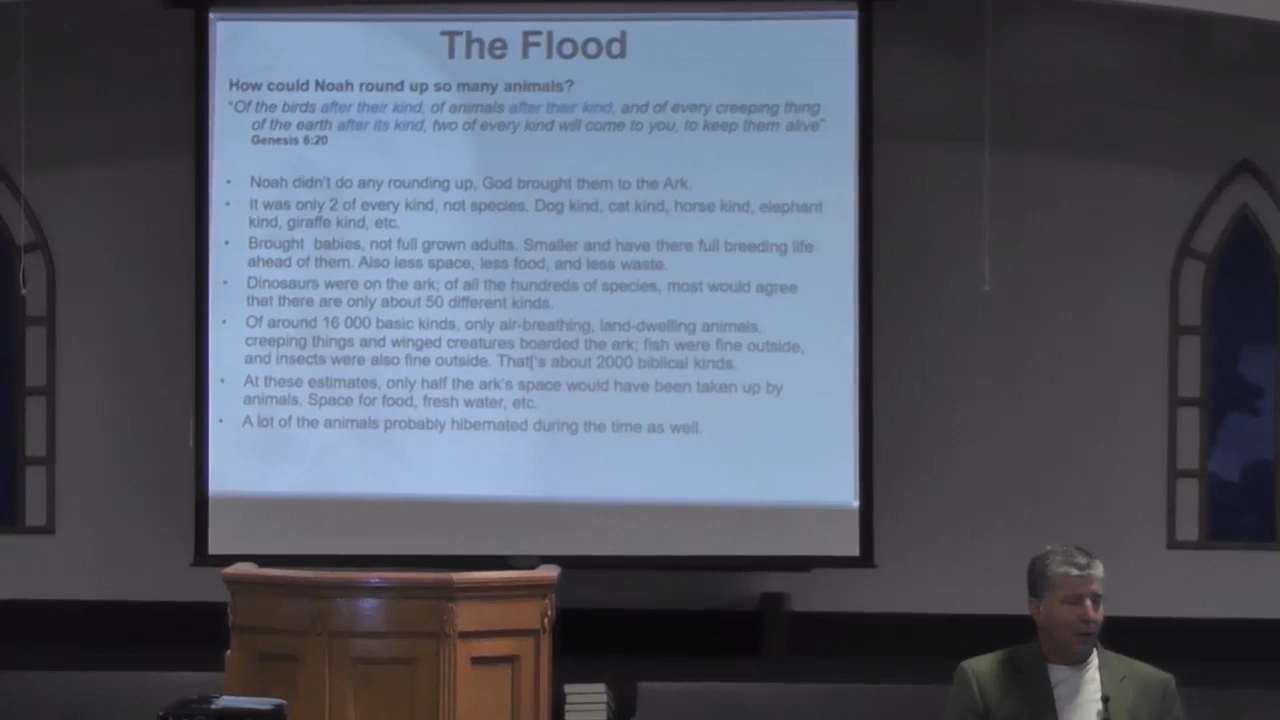 The Flood
How could Noah round up so many animals?
"Of the birds after their kind, of animals after their kind, and of every creeping thing
of the earth after its kind, two of every kind will come to you, to keep them alive"
Genesis 6:20
• Noah didn't do any rounding up, God brought them to the Ark.
• It was only 2 of every kind, not species. Dog kind, cat kind, horse kind, elephant
kind, giraffe kind, etc.
• Brought babies, not full grown adults. Smaller and have there full breeding life
ahead of them. Also less space, less food, and less waste.
• Dinosaurs were on the ark; of all the hundreds of species, most would agree
that there are only about 50 different kinds.
• Of around 16 000 basic kinds, only air-breathing, land-dwelling animals,
creeping things and winged creatures boarded the ark; fish were fine outside,
and insects were also fine outside. That's about 2000 biblical kinds.
• At these estimates, only half the ark's space would have been taken up by
animals. Space for food, fresh water, etc.
• A lot of the animals probably hibernated during the time as well.